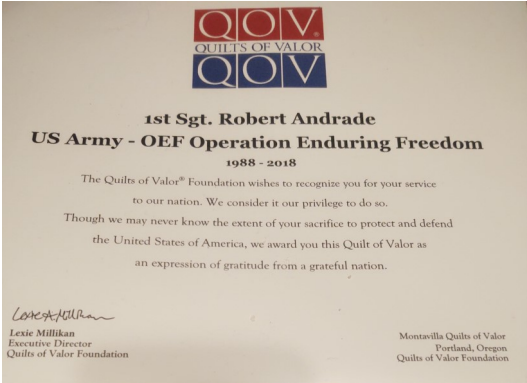 QOV®
QUILTS OF VALOR
QOV
1st Sgt. Robert Andrade
US Army - OEF Operation Enduring Freedom
1988 - 2018
The Quilts of Valor® Foundation wishes to recognize you for your service
to our nation. We consider it our privilege to do so.
Though we may never know the extent of your sacrifice to protect and defend
the United States of America, we award you this Quilt of Valor as
an expression of gratitude from a grateful nation.
Lexie Millikan
Executive Director
Quilts of Valor Foundation
Montavilla Quilts of Valor
Portland, Oregon
Quilts of Valor Foundation